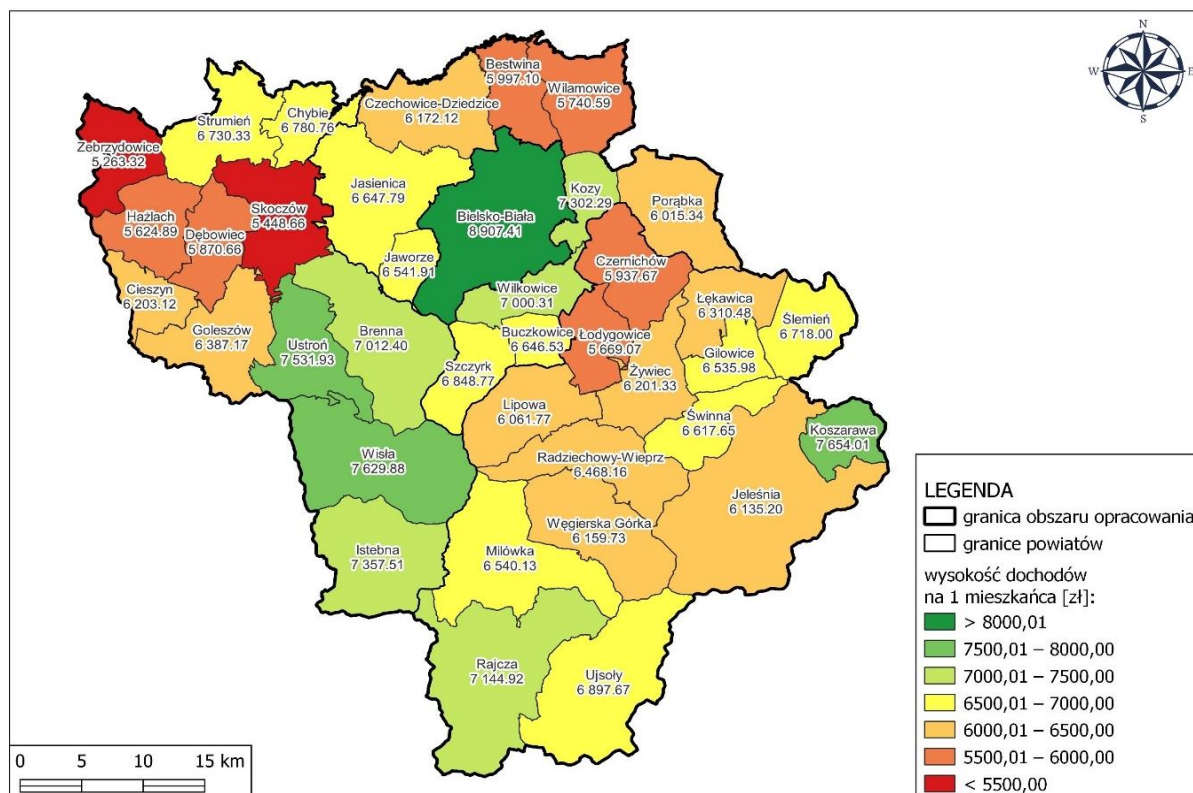 N
W
E
S
Bestwina
5 997.10
Wilamowice
5 740.59
Czechowice-Dziedzice
6 172.12
Chybie
6 780.76
Strumień
6 730.33
Zebrzydowice
5 263.32
Jasienica
6 647.79
Kozy
7 302.29
Porąbka
6 015.34
Skoczów
5 448.66
Hażlach
5 624.89
Bielsko-Biała
8 907.41
Dębowiec
5 870.66
Jaworze
6 541.91
Czernichów
5 937.67
Cieszyn
6 203.12
Wilkowice
7 000.31
Łękawica
6 310.48
Ślemień
6 718.00
Goleszów
6 387.17
Brenna
7 012.40
Buczkowice
6 646.53
Łodygowice
5 669.07
Ustroń
7 531.93
Gilowice
6 535.98
Szczyrk
6 848.77
Żywiec
6 201.33
Lipowa
6 061.77
Świnna
6 617.65
Koszarawa
7 654.01
Wisła
7 629.88
Radziechowy-Wieprz
6 468.16
Jeleśnia
6 135.20
Węgierska Górka
6 159.73
Istebna
7 357.51
Milówka
6 540.13
Rajcza
7 144.92
Ujsoły
6 897.67
LEGENDA
granica obszaru opracowania
granice powiatów
wysokość dochodów
na 1 mieszkańca [zł]:
> 8000,01
7500,01 – 8000,00
7000,01 – 7500,00
6500,01 – 7000,00
6000,01 – 6500,00
5500,01 – 6000,00
< 5500,00
0 5 10 15 km